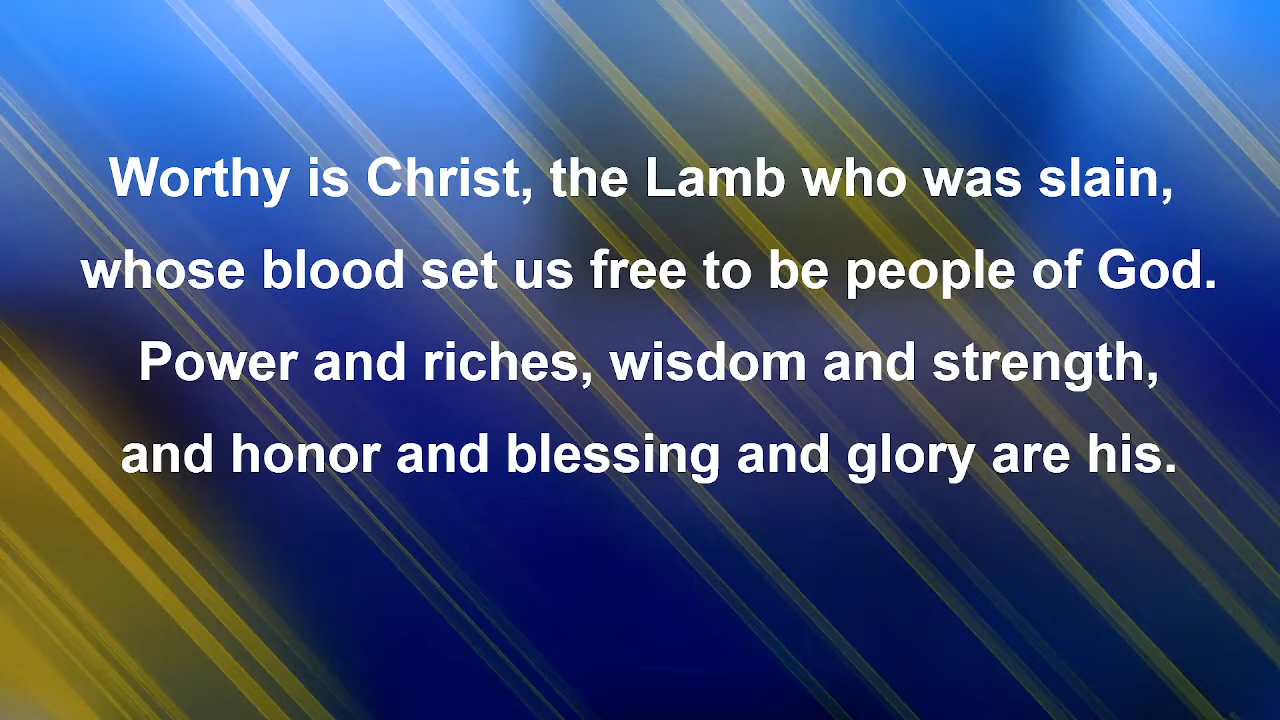 Worthy is Christ, the Lamb who was slain,
whose blood set us free to be people of God.
Power and riches, wisdom and strength,
and honor and blessing and glory are his.